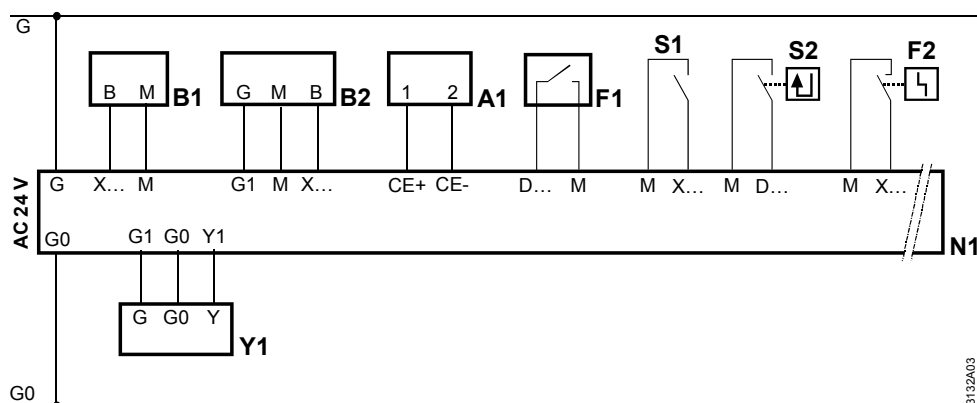 G
S1
S2
F2
B M
B1
G M B
B2
1 2
A1
F1
G X... M G1 M X... CE+ CE- D... M M X... M D... M X...
AC 24 V
G0 G1 G0 Y1
N1
G G0 Y
Y1
G0
3132A03